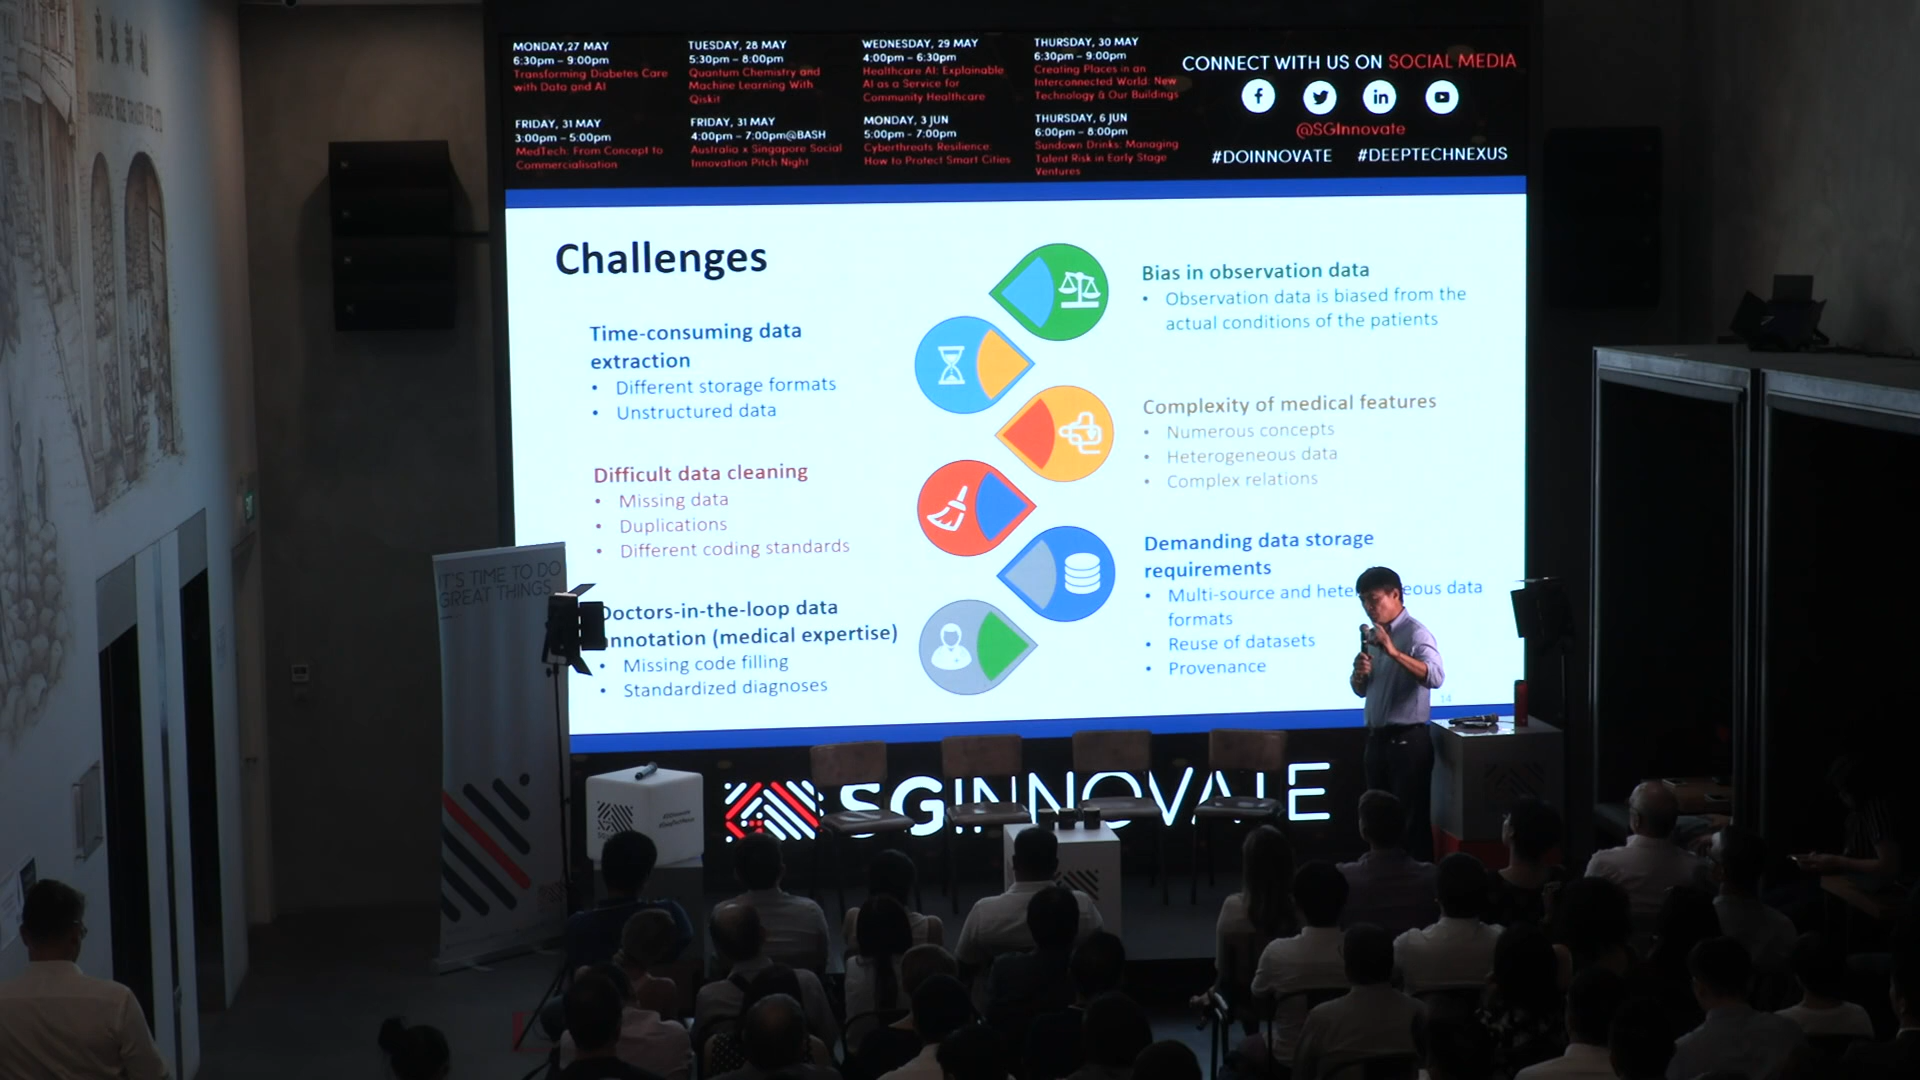 MONDAY,27 MAY
6:30pm – 9:00pm
Transforming Diabetes Care
with Data and AI
TUESDAY, 28 MAY
5:30pm – 8:00pm
Quantum Chemistry and
Machine Learning With
Qiskit
WEDNESDAY, 29 MAY
4:00pm – 6:30pm
Healthcare AI: Explainable
AI as a Service for
Community Healthcare
THURSDAY, 30 MAY
6:30pm – 9:00pm
Creating Places in an
Interconnected World: New
Technology & Our Buildings
FRIDAY, 31 MAY
3:00pm – 5:00pm
MedTech: From Concept to
Commercialisation
FRIDAY, 31 MAY
4:00pm – 7:00pm@BASH
Australia x Singapore Social
Innovation Pitch Night
MONDAY, 3 JUN
5:00pm - 7:00pm
Cyberthreats Resilience:
How to Protect Smart Cities
THURSDAY, 6 JUN
6:00pm – 8:00pm
Sundown Drinks: Managing
Talent Risk in Early Stage
Ventures
CONNECT WITH US ON SOCIAL MEDIA
@SGInnovate
#DOINNOVATE #DEEPTECHNEXUS
Challenges
Time-consuming data
extraction
• Different storage formats
• Unstructured data
Difficult data cleaning
• Missing data
• Duplications
• Different coding standards
Doctors-in-the-loop data
annotation (medical expertise)
• Missing code filling
• Standardized diagnoses
Bias in observation data
• Observation data is biased from the
actual conditions of the patients
Complexity of medical features
• Numerous concepts
• Heterogeneous data
• Complex relations
Demanding data storage
requirements
• Multi-source and heterogeneous data
formats
• Reuse of datasets
• Provenance
14
IT'S TIME TO DO
GREAT THINGS
SGINNOVATE